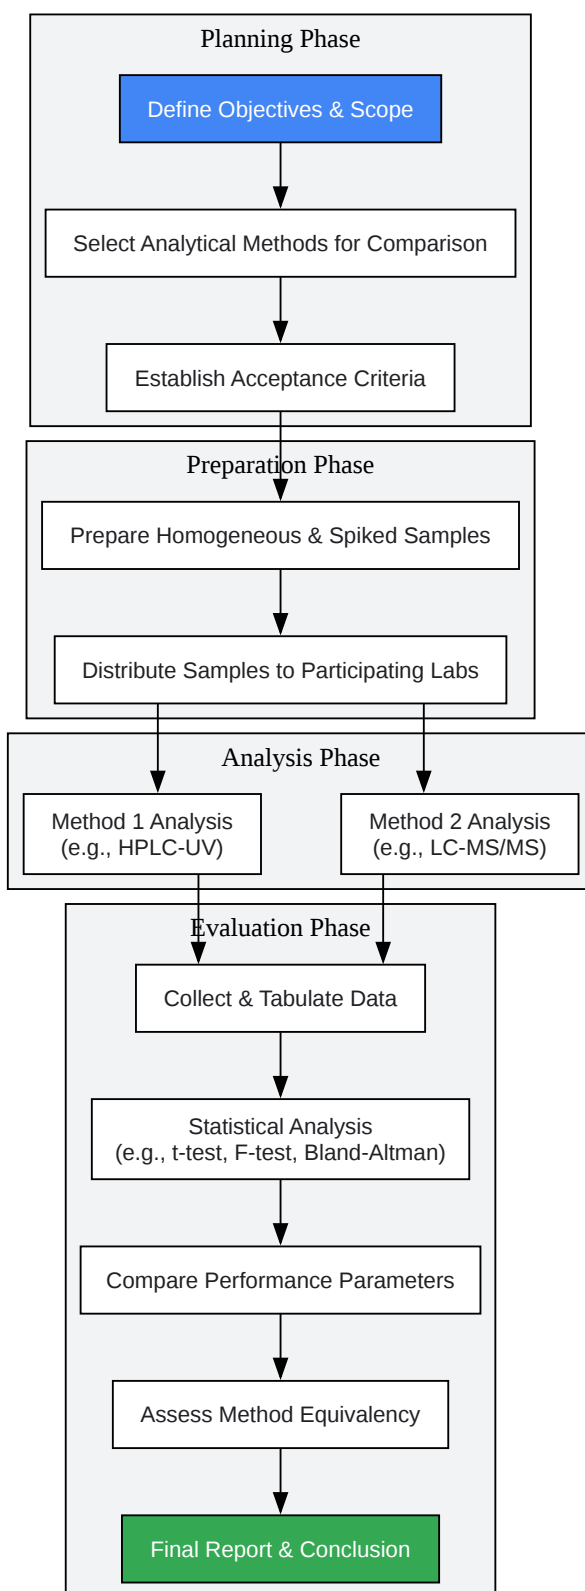 Planning Phase
Define Objectives & Scope
Select Analytical Methods for Comparison
Establish Acceptance Criteria
Preparation Phase
Prepare Homogeneous & Spiked Samples
Distribute Samples to Participating Labs
Analysis Phase
Method 1 Analysis
(e.g., HPLC-UV)
Method 2 Analysis
(e.g., LC-MS/MS)
Evaluation Phase
Collect & Tabulate Data
Statistical Analysis
(e.g., t-test, F-test, Bland-Altman)
Compare Performance Parameters
Assess Method Equivalency
Final Report & Conclusion